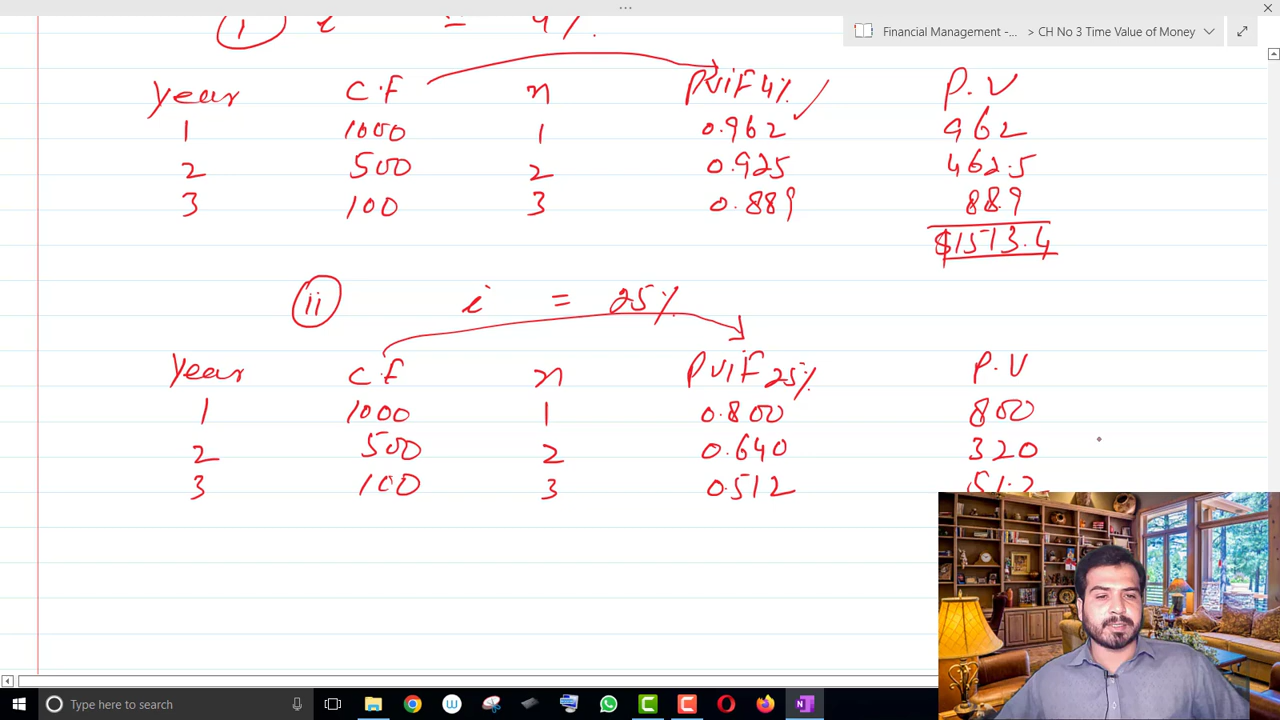 Financial Management -... > CH No 3 Time Value of Money
i i = 4%
Year C.F n PViF 4% P.V
1 1000 1 0.962 962
2 500 2 0.925 462.5
3 100 3 0.889 88.9
$1513.4
ii i = 25%
Year C.F n PViF 25% P.V
1 1000 1 0.800 800
2 500 2 0.640 320
3 100 3 0.512 51.2
Type here to search